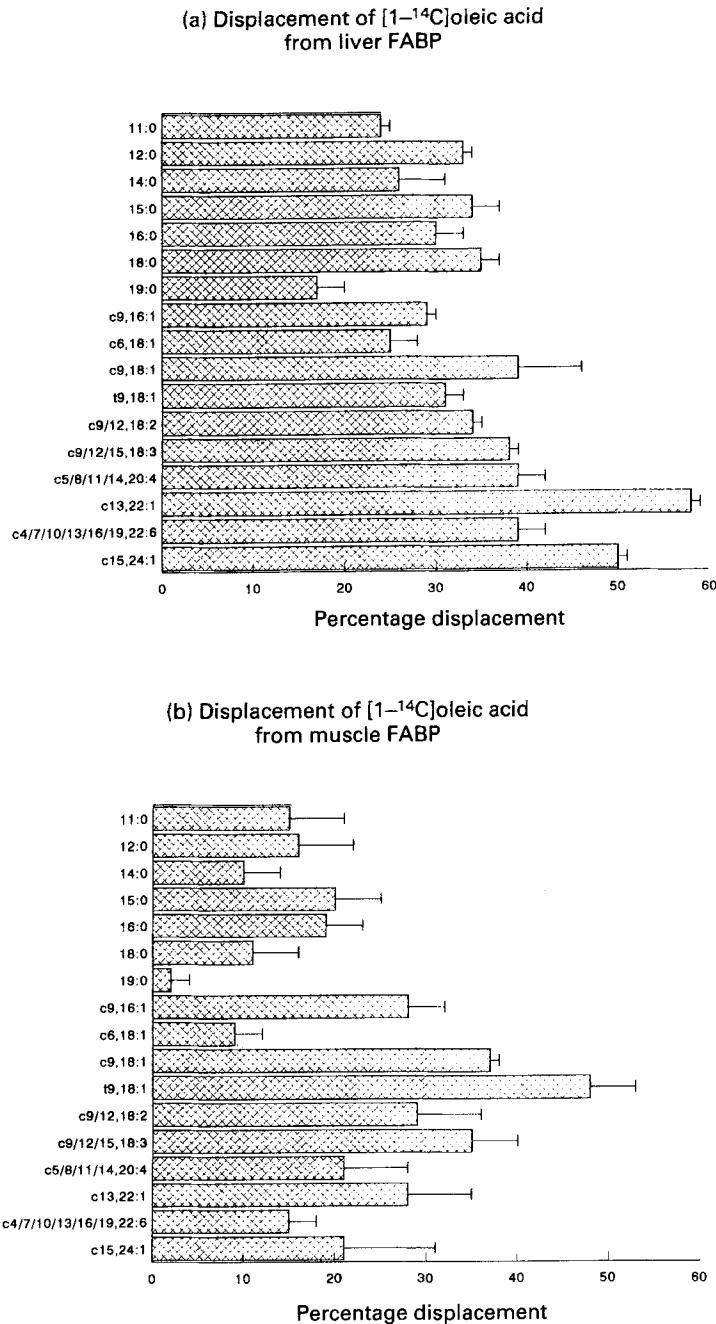 (a) Displacement of [1–¹⁴C]oleic acid
from liver FABP
11:0
12:0
14:0
15:0
16:0
18:0
19:0
c9,16:1
c6,18:1
c9,18:1
t9,18:1
c9/12,18:2
c9/12/15,18:3
c5/8/11/14,20:4
c13,22:1
c4/7/10/13/16/19,22:6
c15,24:1
0 10 20 30 40 50 60
Percentage displacement
(b) Displacement of [1–¹⁴C]oleic acid
from muscle FABP
11:0
12:0
14:0
15:0
16:0
18:0
19:0
c9,16:1
c6,18:1
c9,18:1
t9,18:1
c9/12,18:2
c9/12/15,18:3
c5/8/11/14,20:4
c13,22:1
c4/7/10/13/16/19,22:6
c15,24:1
0 10 20 30 40 50 60
Percentage displacement